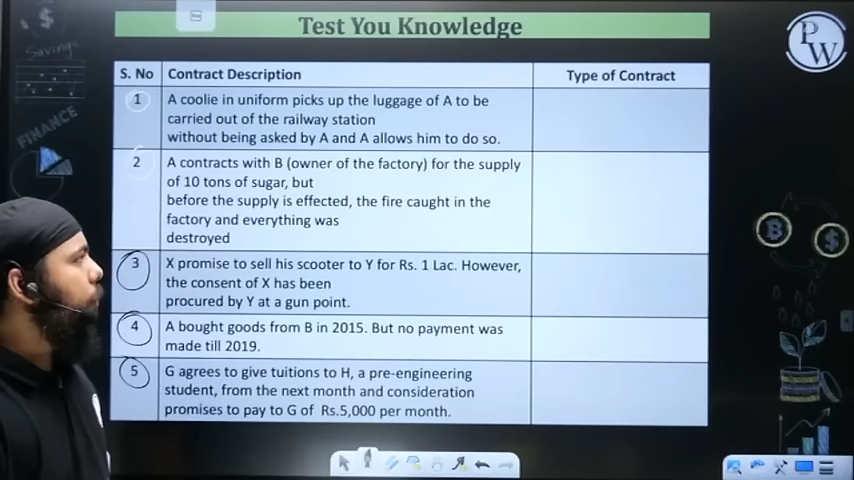 Test You Knowledge
PW
Savings
FINANCE
S. No Contract Description Type of Contract
1 A coolie in uniform picks up the luggage of A to be
carried out of the railway station
without being asked by A and A allows him to do so.
2 A contracts with B (owner of the factory) for the supply
of 10 tons of sugar, but
before the supply is effected, the fire caught in the
factory and everything was
destroyed
3 X promise to sell his scooter to Y for Rs. 1 Lac. However,
the consent of X has been
procured by Y at a gun point.
4 A bought goods from B in 2015. But no payment was
made till 2019.
5 G agrees to give tuitions to H, a pre-engineering
student, from the next month and consideration
promises to pay to G of Rs.5,000 per month.